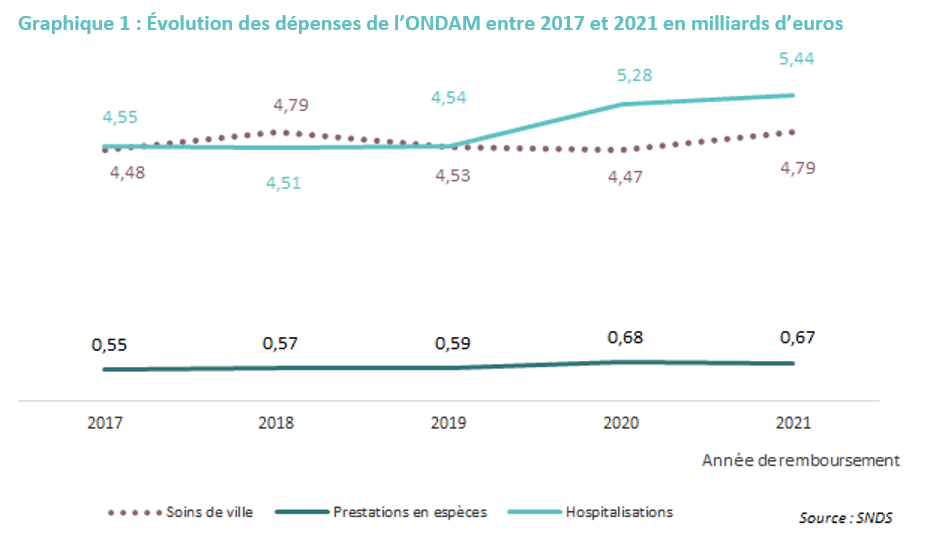 Graphique 1 : Évolution des dépenses de l’ONDAM entre 2017 et 2021 en milliards d’euros
4,55 4,79 4,54 5,28 5,44
4,48 4,51 4,53 4,47 4,79
0,55 0,57 0,59 0,68 0,67
2017 2018 2019 2020 2021
Année de remboursement
Soins de ville Prestations en espèces Hospitalisations
Source : SNDS